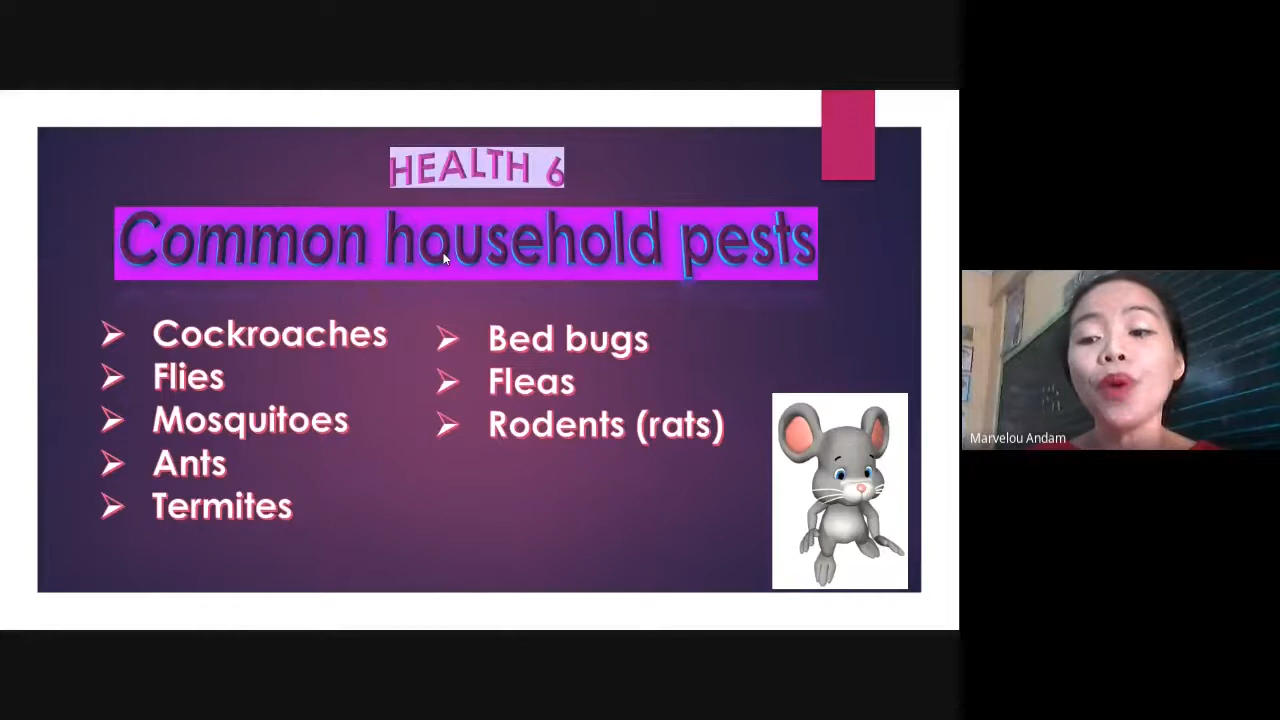 HEALTH 6
Common household pests
Cockroaches
Flies
Mosquitoes
Ants
Termites
Bed bugs
Fleas
Rodents (rats)
Marvelou Andam